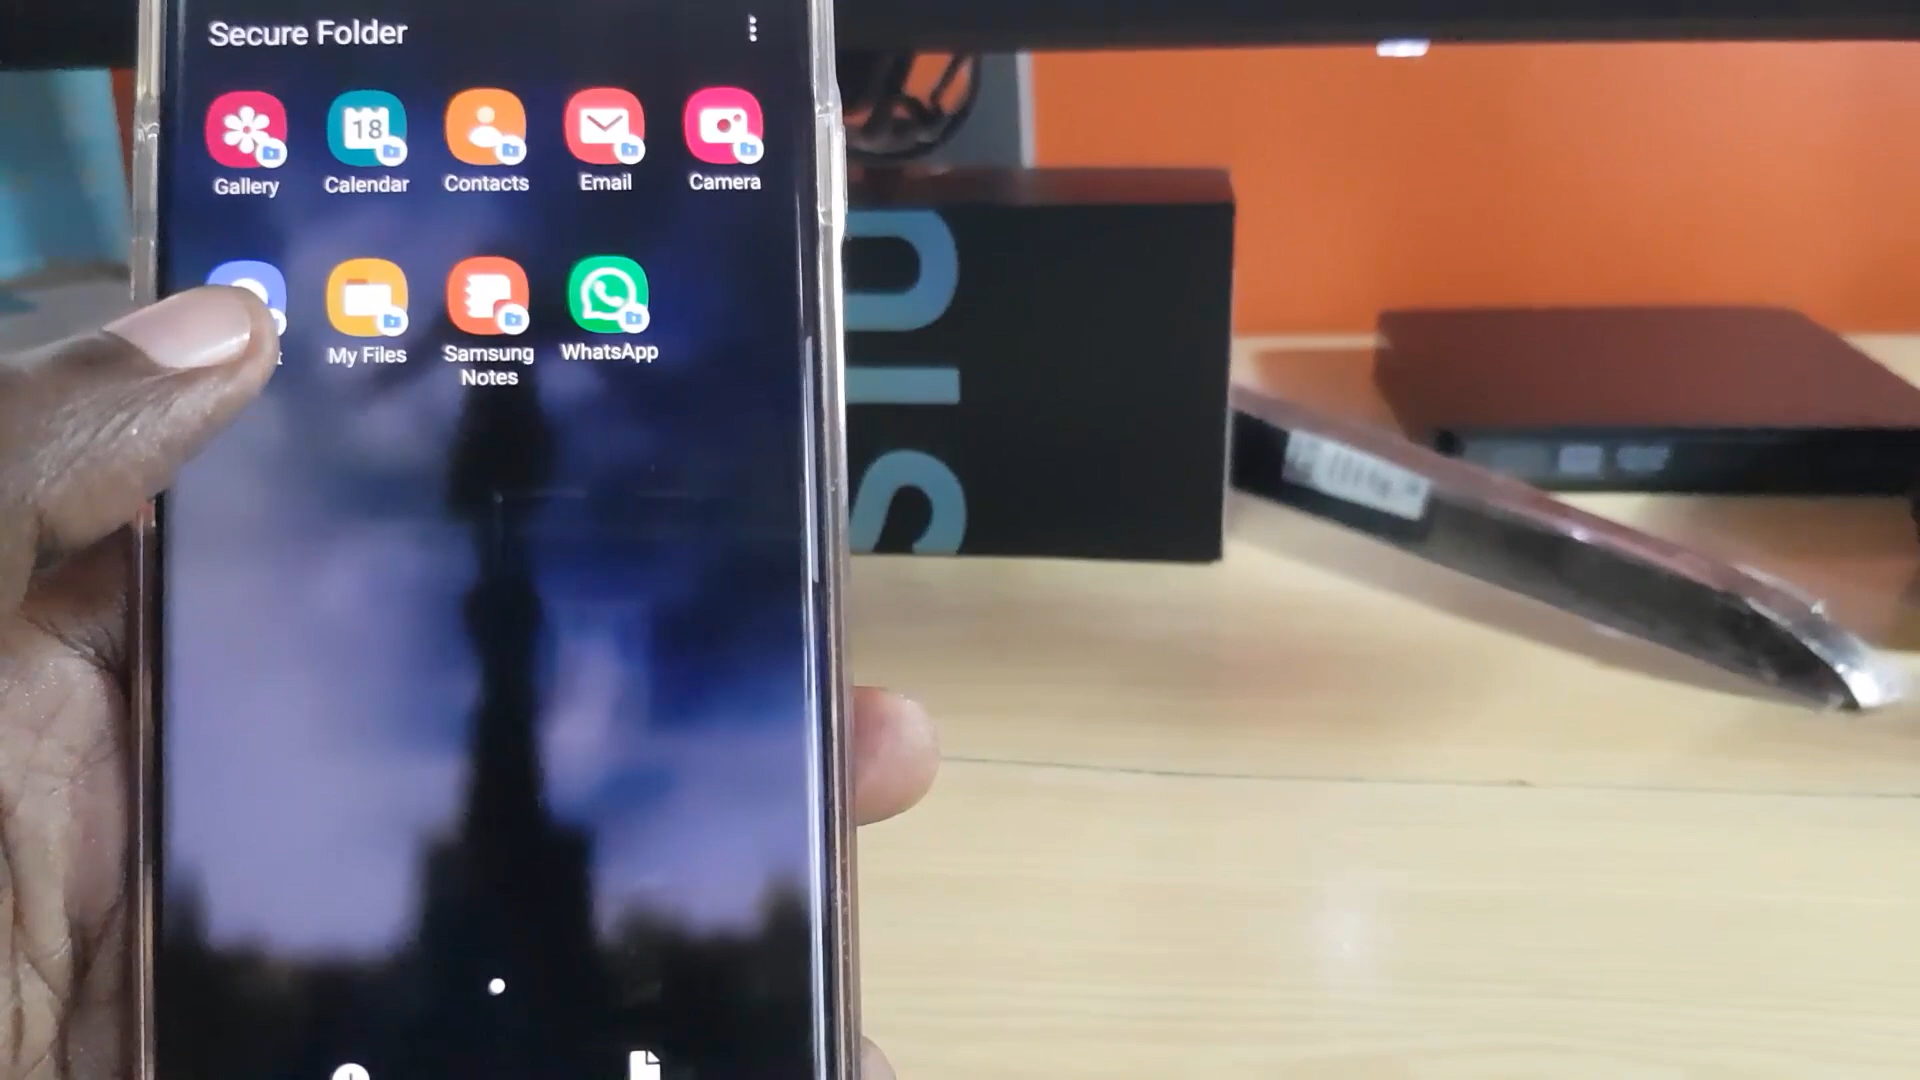 Secure Folder
18
Gallery
Calendar
Contacts
Email
Camera
My Files
Samsung
Notes
WhatsApp
S10